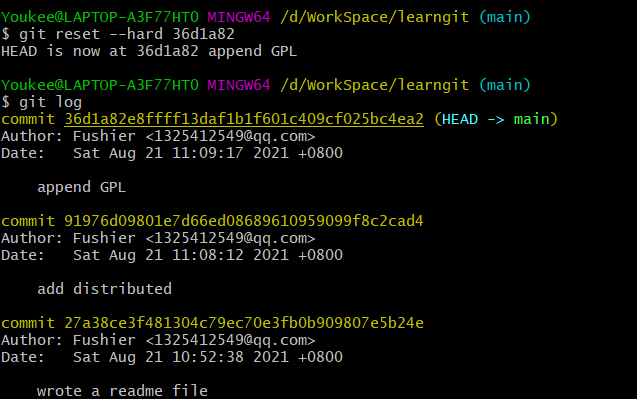 Youkee@LAPTOP-A3F77HT0 MINGW64 /d/WorkSpace/learngit (main)
$ git reset --hard 36d1a82
HEAD is now at 36d1a82 append GPL
Youkee@LAPTOP-A3F77HT0 MINGW64 /d/WorkSpace/learngit (main)
$ git log
commit 36d1a82e8ffff13daf1b1f601c409cf025bc4ea2 (HEAD -> main)
Author: Fushier <1325412549@qq.com>
Date:   Sat Aug 21 11:09:17 2021 +0800
    append GPL
commit 91976d09801e7d66ed08689610959099f8c2cad4
Author: Fushier <1325412549@qq.com>
Date:   Sat Aug 21 11:08:12 2021 +0800
    add distributed
commit 27a38ce3f481304c79ec70e3fb0b909807e5b24e
Author: Fushier <1325412549@qq.com>
Date:   Sat Aug 21 10:52:38 2021 +0800
    wrote a readme file